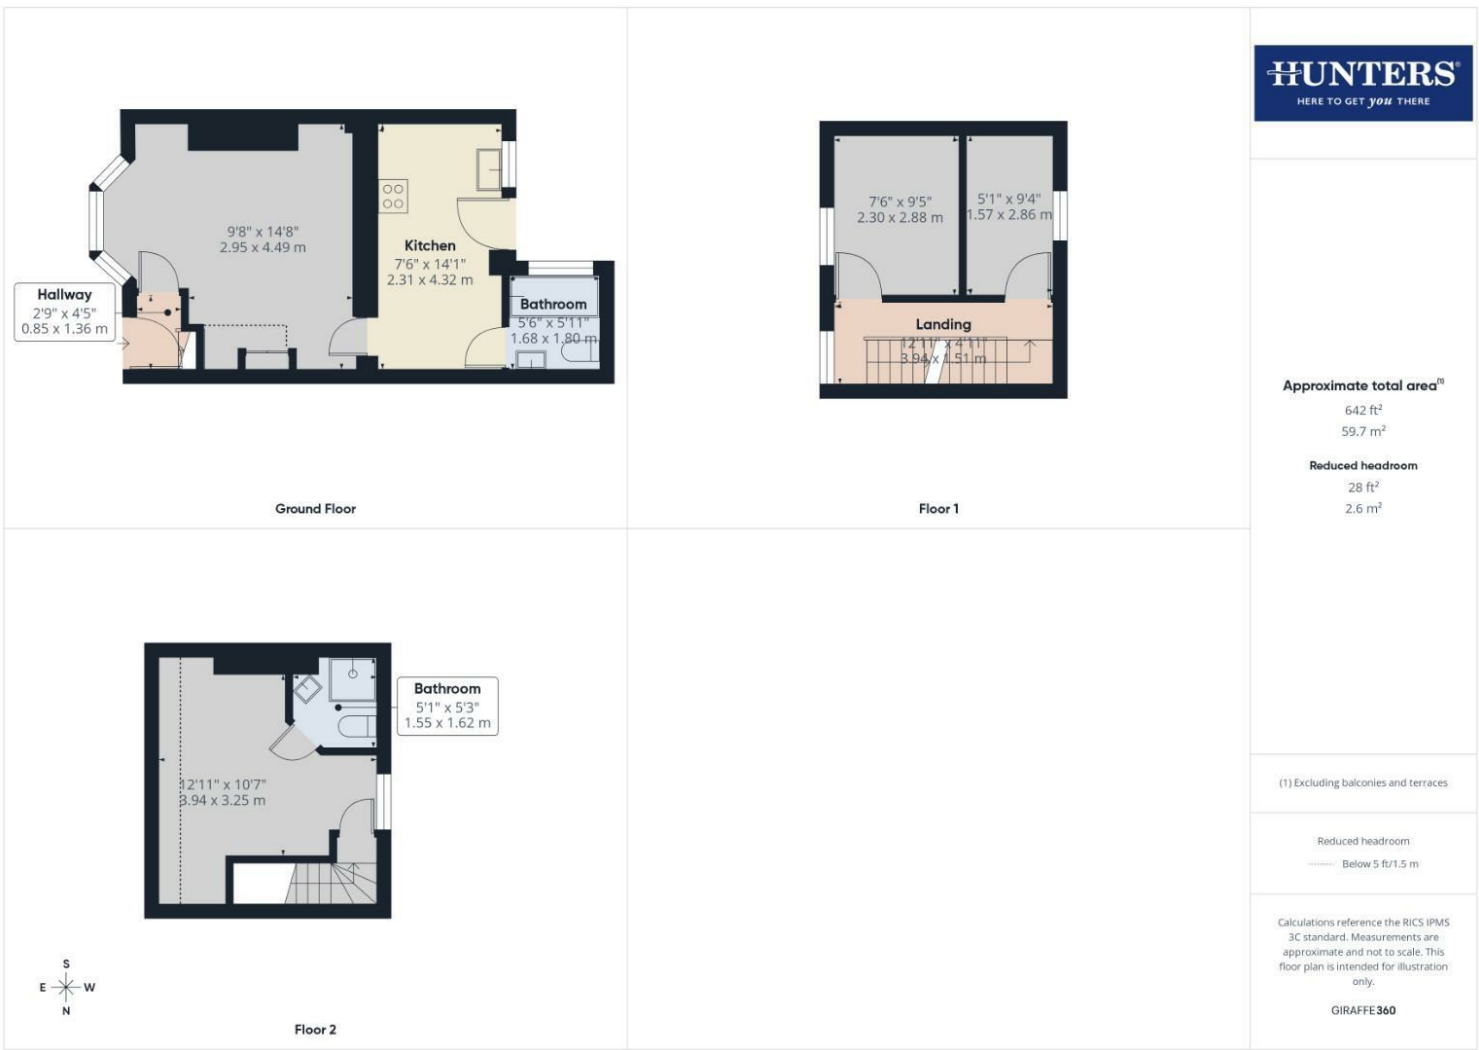 9'8" x 14'8"
2.95 x 4.49 m
Kitchen
7'6" x 14'1"
2.31 x 4.32 m
Hallway
2'9" x 4'5"
0.85 x 1.36 m
Bathroom
5'6" x 5'11"
1.68 x 1.80 m
Ground Floor
7'6" x 9'5"
2.30 x 2.88 m
5'1" x 9'4"
1.57 x 2.86 m
Landing
12'11" x 4'11"
3.94 x 1.51 m
Floor 1
Bathroom
5'1" x 5'3"
1.55 x 1.62 m
12'11" x 10'7"
3.94 x 3.25 m
S
E W
N
Floor 2
HUNTERS®
HERE TO GET you THERE
Approximate total area(1)
642 ft²
59.7 m²
Reduced headroom
28 ft²
2.6 m²
(1) Excluding balconies and terraces
Reduced headroom
Below 5 ft/1.5 m
Calculations reference the RICS IPMS
3C standard. Measurements are
approximate and not to scale. This
floor plan is intended for illustration
only.
GIRAFFE360